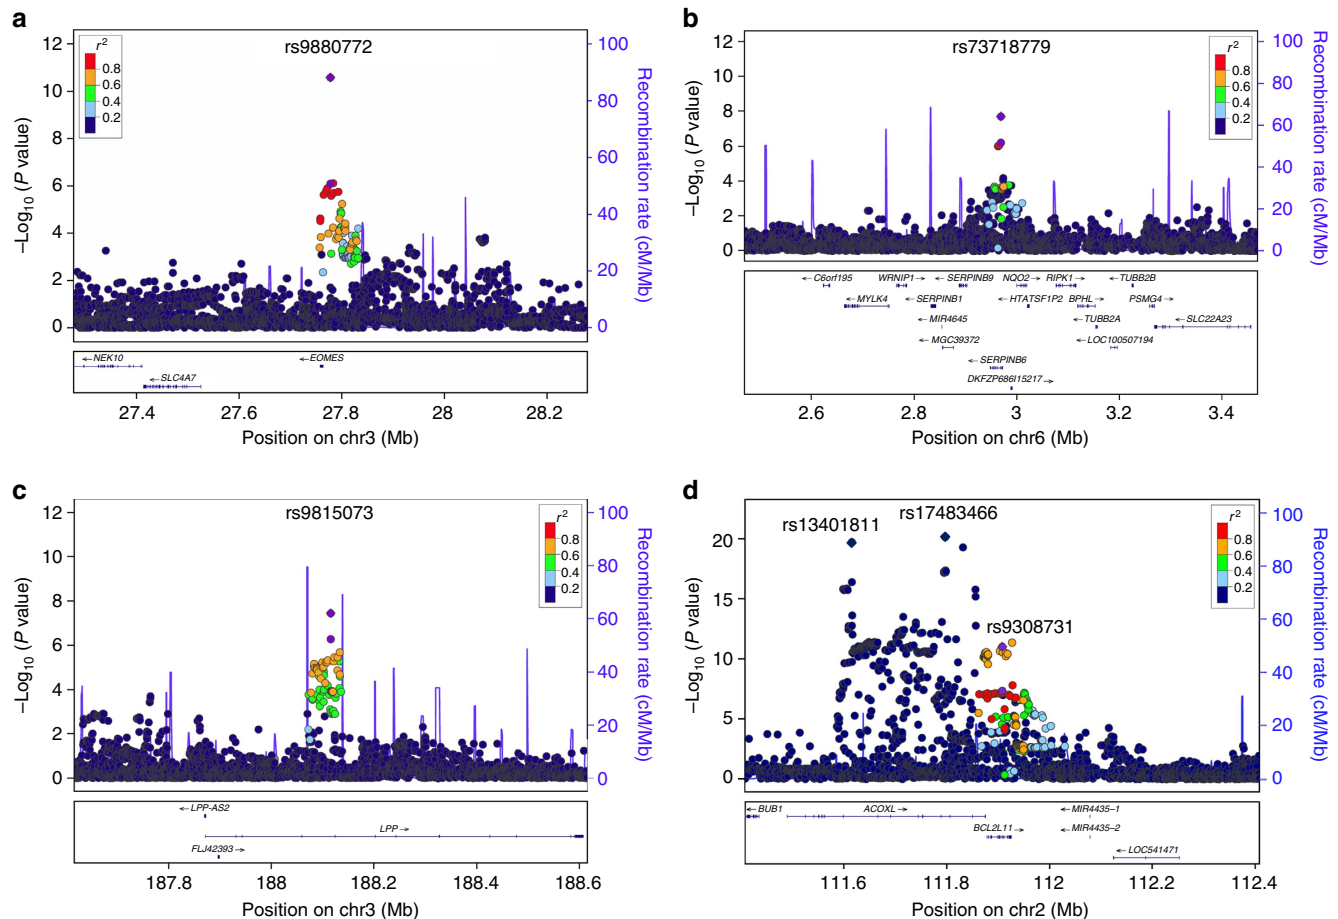 a
rs9880772
r2
0.8
0.6
0.4
0.2
12
10
8
6
4
2
0
–Log10 (P value)
100
80
60
40
20
0
Recombination rate (cM/Mb)
←NEK10
←EOMES
←SLC4A7
27.4 27.6 27.8 28 28.2
Position on chr3 (Mb)
b
rs73718779
r2
0.8
0.6
0.4
0.2
12
10
8
6
4
2
0
–Log10 (P value)
100
80
60
40
20
0
Recombination rate (cM/Mb)
←C6orf195 WRNIP1→ ←SERPINB9 NQO2→ RIPK1→ ←TUBB2B
←MYLK4 ←SERPINB1 ←HTATSF1P2 BPHL→ PSMG4→
←MIR4645 ←TUBB2A ←SLC22A23
←MGC39372 ←LOC100507194
←SERPINB6
DKFZP686I15217→
2.6 2.8 3 3.2 3.4
Position on chr6 (Mb)
c
rs9815073
r2
0.8
0.6
0.4
0.2
12
10
8
6
4
2
0
–Log10 (P value)
100
80
60
40
20
0
Recombination rate (cM/Mb)
←LPP-AS2
LPP→
FLJ42393→
187.8 188 188.2 188.4 188.6
Position on chr3 (Mb)
d
rs13401811
rs17483466
rs9308731
r2
0.8
0.6
0.4
0.2
20
15
10
5
0
–Log10 (P value)
100
80
60
40
20
0
Recombination rate (cM/Mb)
←BUB1 ACOXL→ ←MIR4435–1
BCL2L11→ ←MIR4435–2
←LOC541471
111.6 111.8 112 112.2 112.4
Position on chr2 (Mb)